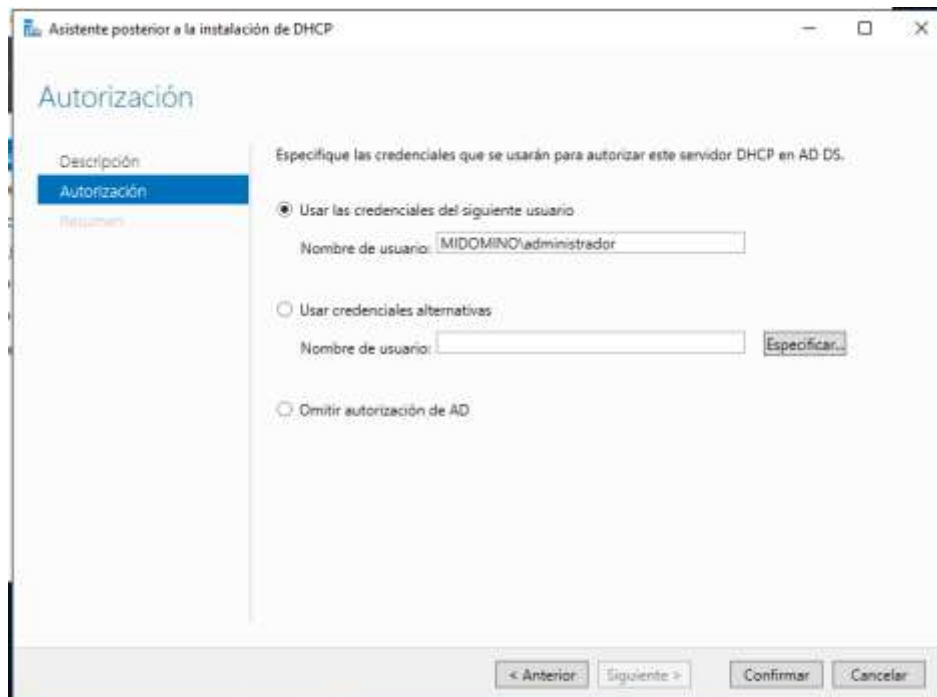 Asistente posterior a la instalación de DHCP
Autorización
Descripción
Autorización
Resumen
Especifique las credenciales que se usarán para autorizar este servidor DHCP en AD DS.
Usar las credenciales del siguiente usuario
Nombre de usuario: MIDOMINO\administrador
Usar credenciales alternativas
Nombre de usuario: Especificar...
Omitir autorización de AD
< Anterior Siguiente > Confirmar Cancelar